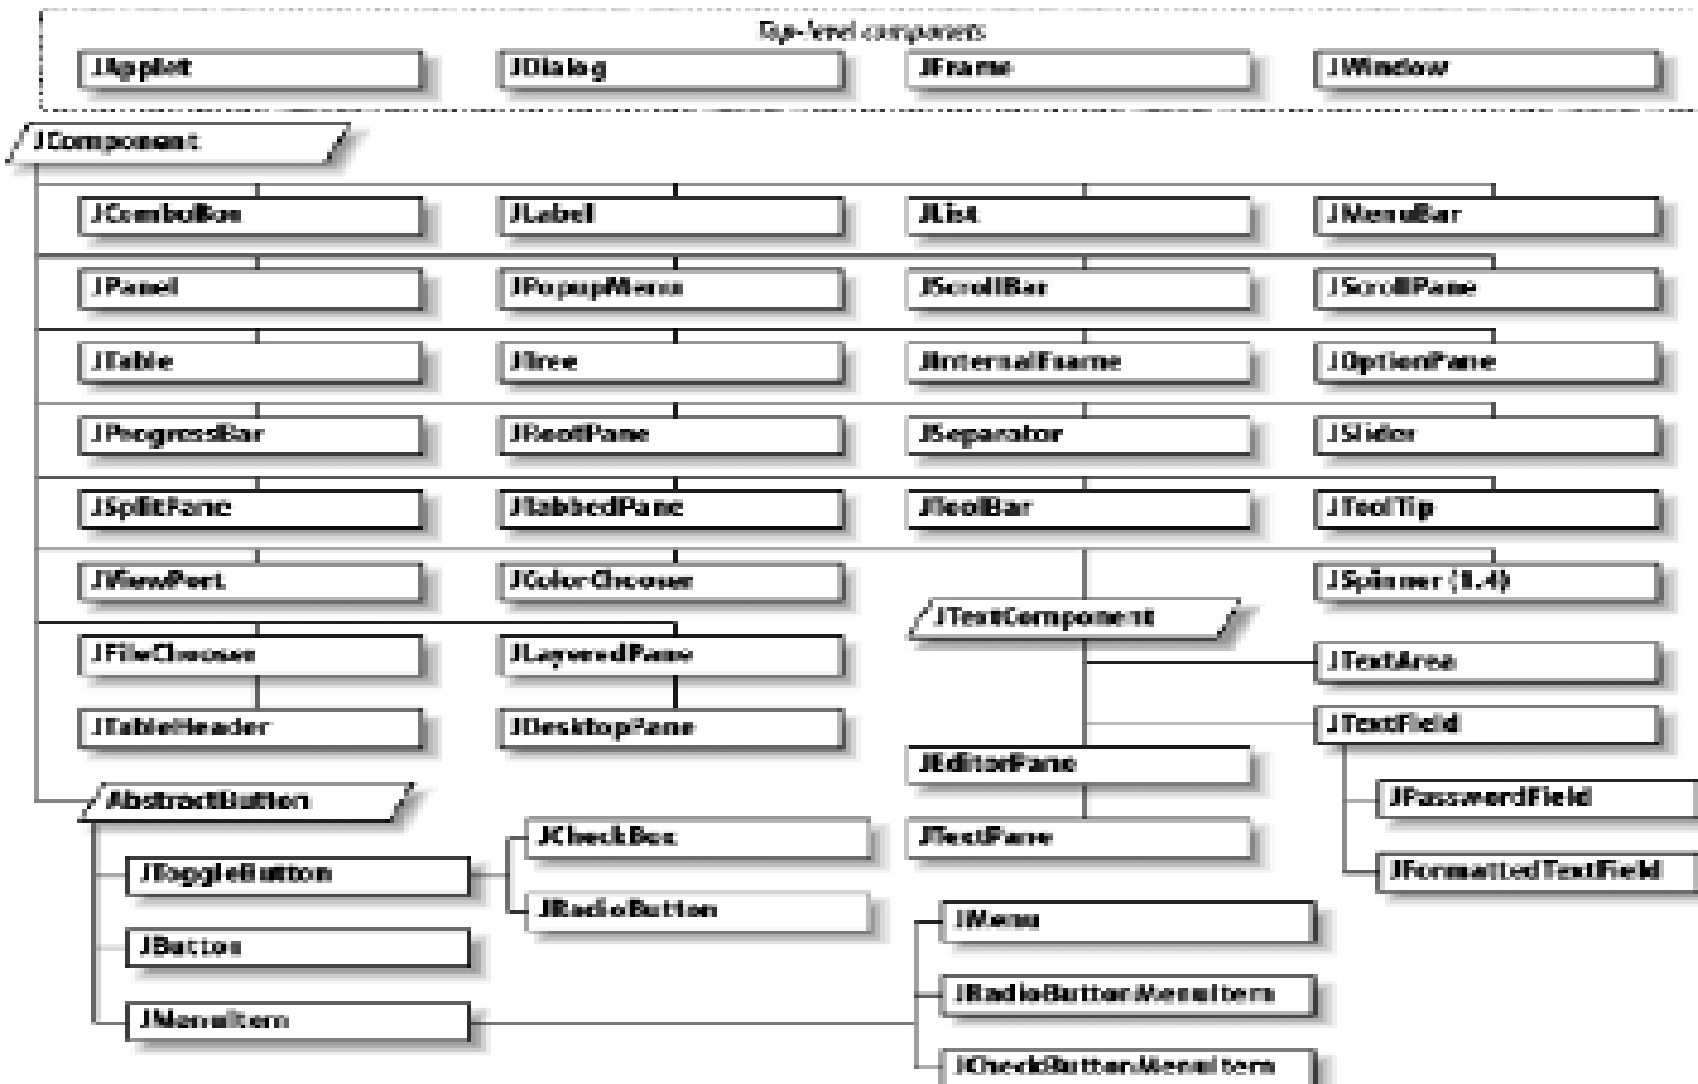 Top-level components
JApplet
JDialog
JFrame
JWindow
JComponent
JComboBox
JLabel
JList
JMenuBar
JPanel
JPopupMenu
JScrollBar
JScrollPane
JTable
JTree
JInternalFrame
JOptionPane
JProgressBar
JRootPane
JSeparator
JSlider
JSplitPane
JTabbedPane
JToolBar
JToolTip
JViewPort
JColorChooser
JSpinner (1.4)
JTextComponent
JFileChooser
JLayeredPane
JTextArea
JTableHeader
JDesktopPane
JTextField
JEditorPane
AbstractButton
JPasswordField
JCheckBox
JTextPane
JToggleButton
JFormattedTextField
JRadioButton
JMenu
JButton
JRadioButtonMenuItem
JMenuItem
JCheckButtonMenuItem